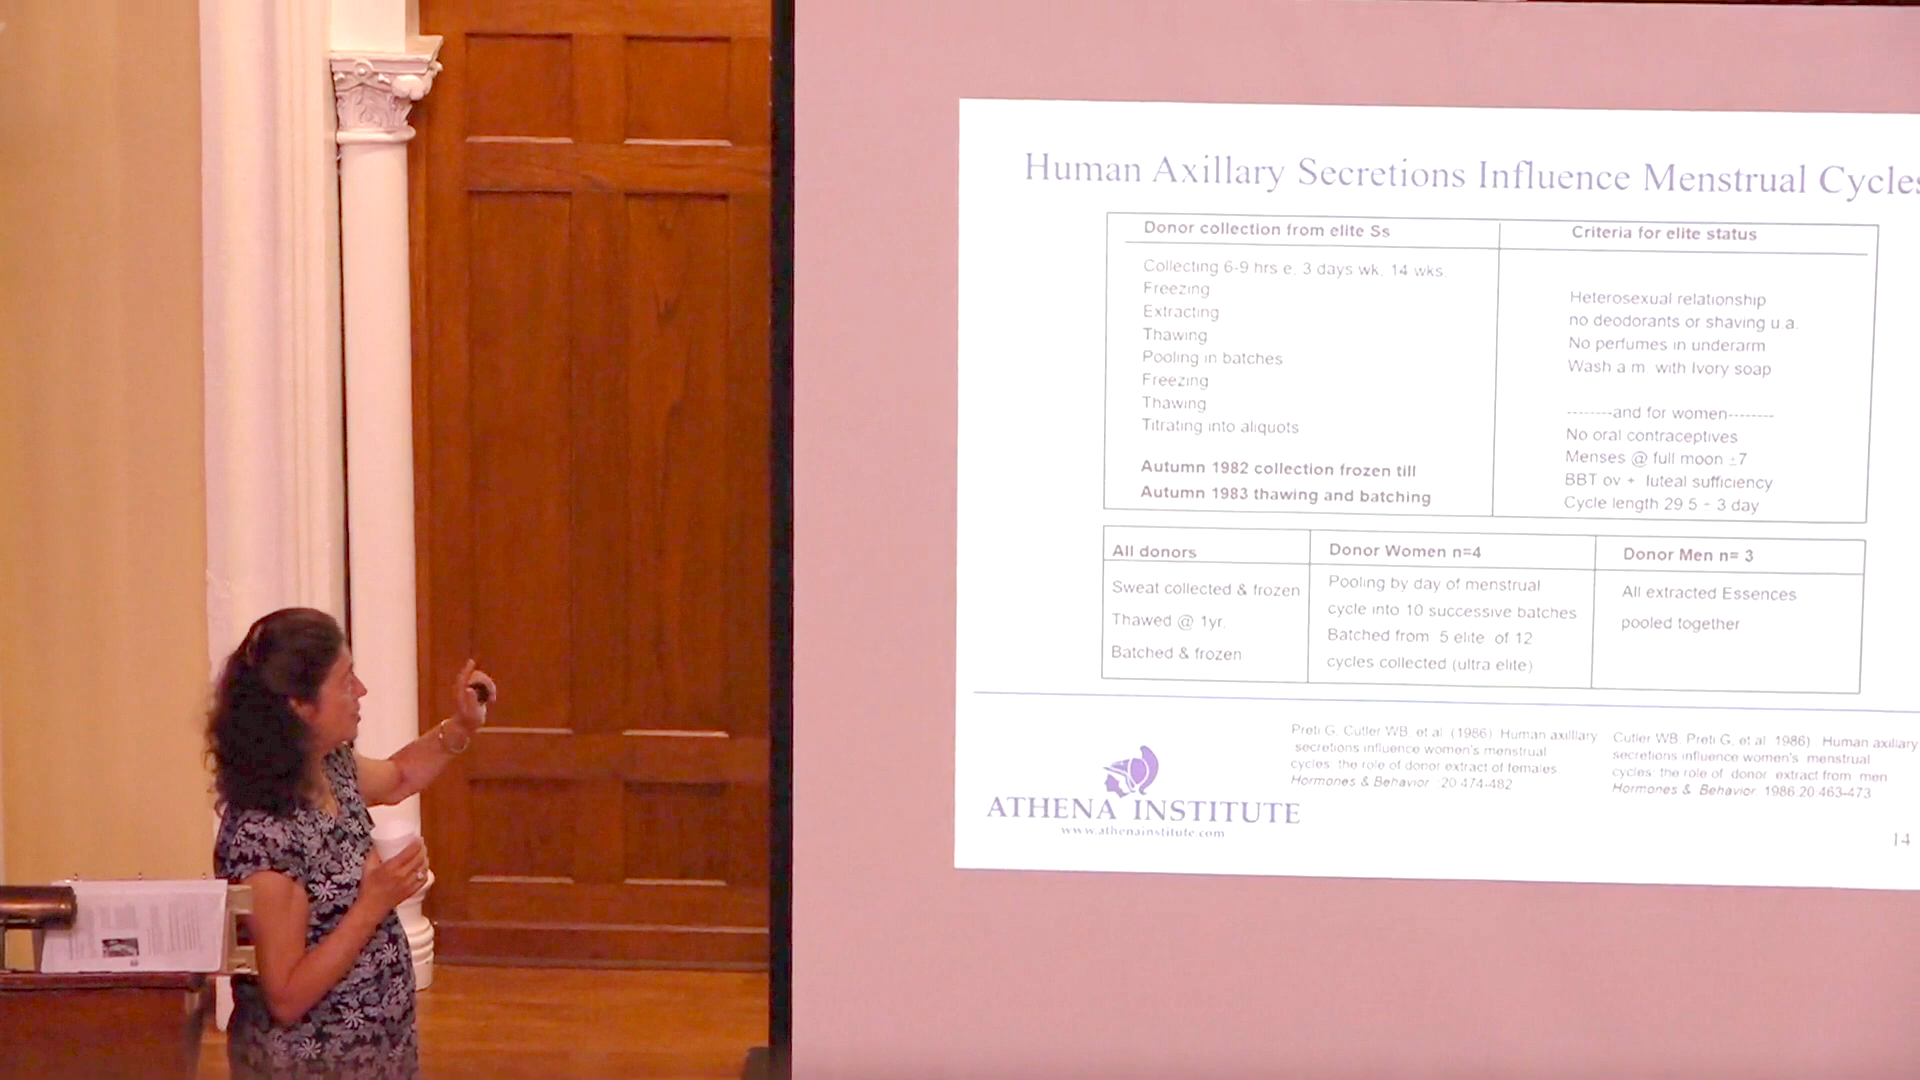 Human Axillary Secretions Influence Menstrual Cycles
Donor collection from elite Ss
Collecting 6-9 hrs e. 3 days wk. 14 wks.
Freezing
Extracting
Thawing
Pooling in batches
Freezing
Thawing
Titrating into aliquots
Autumn 1982 collection frozen till
Autumn 1983 thawing and batching
Criteria for elite status
Heterosexual relationship
no deodorants or shaving u.a.
No perfumes in underarm
Wash a.m. with Ivory soap
--------and for women--------
No oral contraceptives
Menses @ full moon ±7
BBT ov + luteal sufficiency
Cycle length 29.5 ± 3 day
All donors
Sweat collected & frozen
Thawed @ 1yr.
Batched & frozen
Donor Women n=4
Pooling by day of menstrual
cycle into 10 successive batches
Batched from 5 elite of 12
cycles collected (ultra elite)
Donor Men n= 3
All extracted Essences
pooled together
ATHENA INSTITUTE
www.athenainstitute.com
Preti G, Cutler WB. et al. (1986) Human axillary
secretions influence women's menstrual
cycles: the role of donor extract of females
Hormones & Behavior :20:474-482
Cutler WB, Preti G, et al. 1986) Human axillary
secretions influence women's menstrual
cycles: the role of donor extract from men
Hormones & Behavior 1986:20:463-473
14